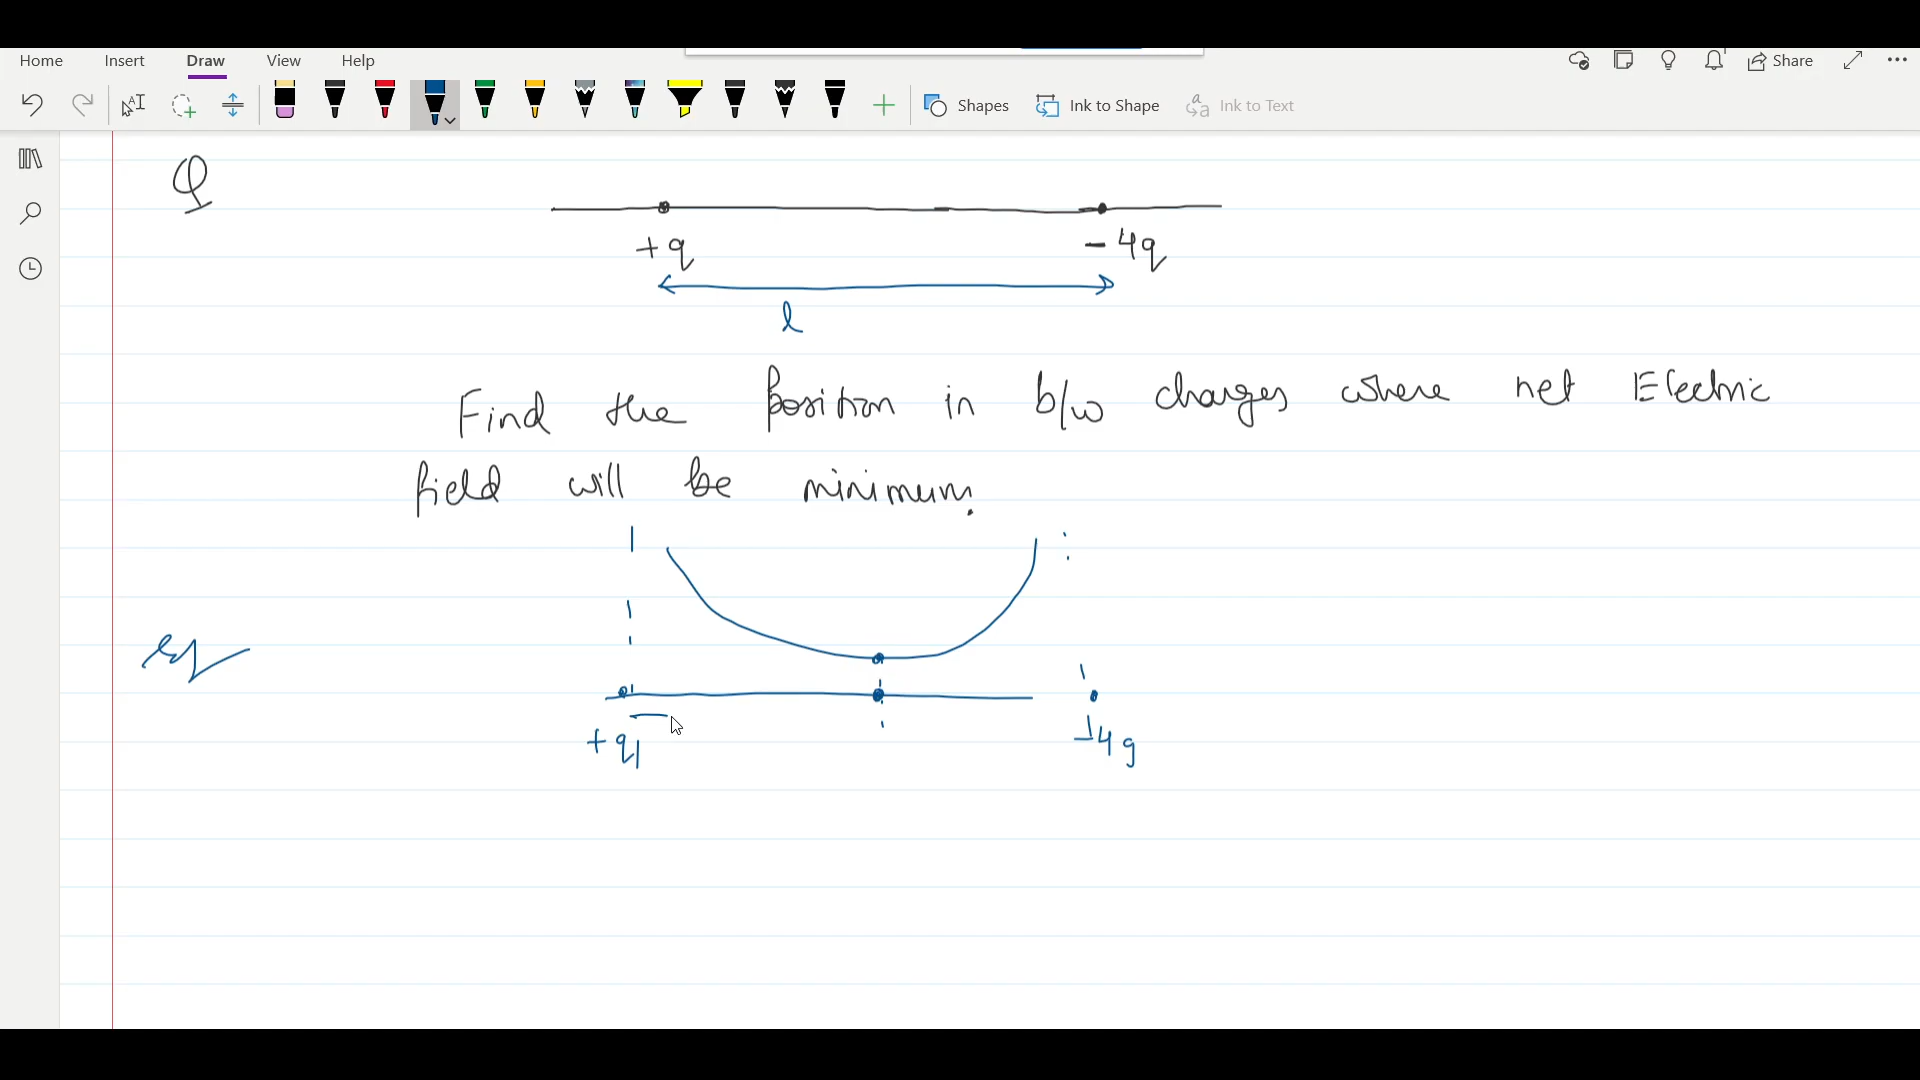 Home Insert Draw View Help Share
Shapes Ink to Shape Ink to Text
Q
+q - 4q
l
Find the position in b/w charges where net Electric
field will be minimum.
+q -4q